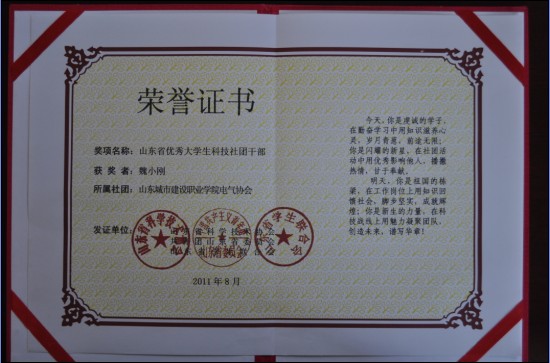 荣誉证书
奖项名称：山东省优秀大学生科技社团干部
获奖者：魏小刚
所属社团：山东城市建设职业学院电气协会
发证单位：
2011年8月
今天，你是虔诚的学子，
在勤奋学习中用知识滋养心
灵，岁月青葱，前途无限；
你是闪耀的新星，在社团活
动中用优秀影响他人，播撒
热情，甘于奉献。
明天，你是祖国的栋
梁，在工作岗位上用知识回
馈社会，脚步坚实，成就辉
煌；你是新生的力量，在科
技战线上用魅力凝聚团队，
创造未来，谱写华章！